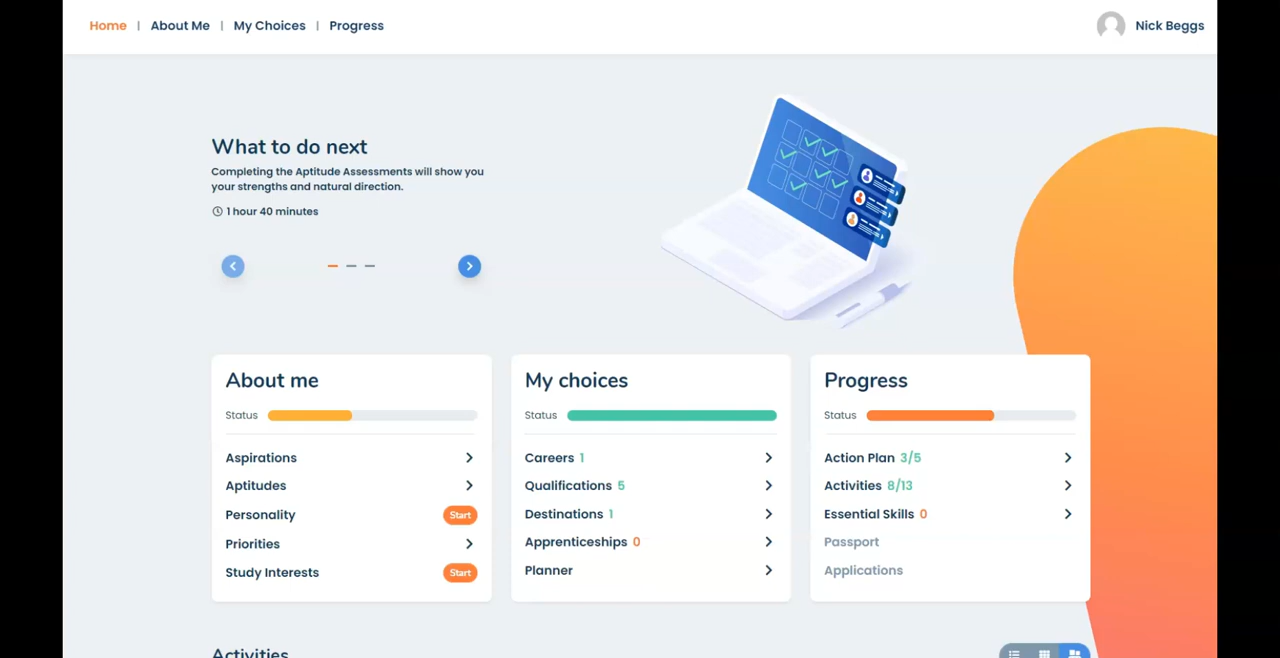 Home | About Me | My Choices | Progress
Nick Beggs
What to do next
Completing the Aptitude Assessments will show you
your strengths and natural direction.
1 hour 40 minutes
About me
Status
Aspirations
Aptitudes
Personality Start
Priorities
Study Interests Start
My choices
Status
Careers 1
Qualifications 5
Destinations 1
Apprenticeships 0
Planner
Progress
Status
Action Plan 3/5
Activities 8/13
Essential Skills 0
Passport
Applications
Activities